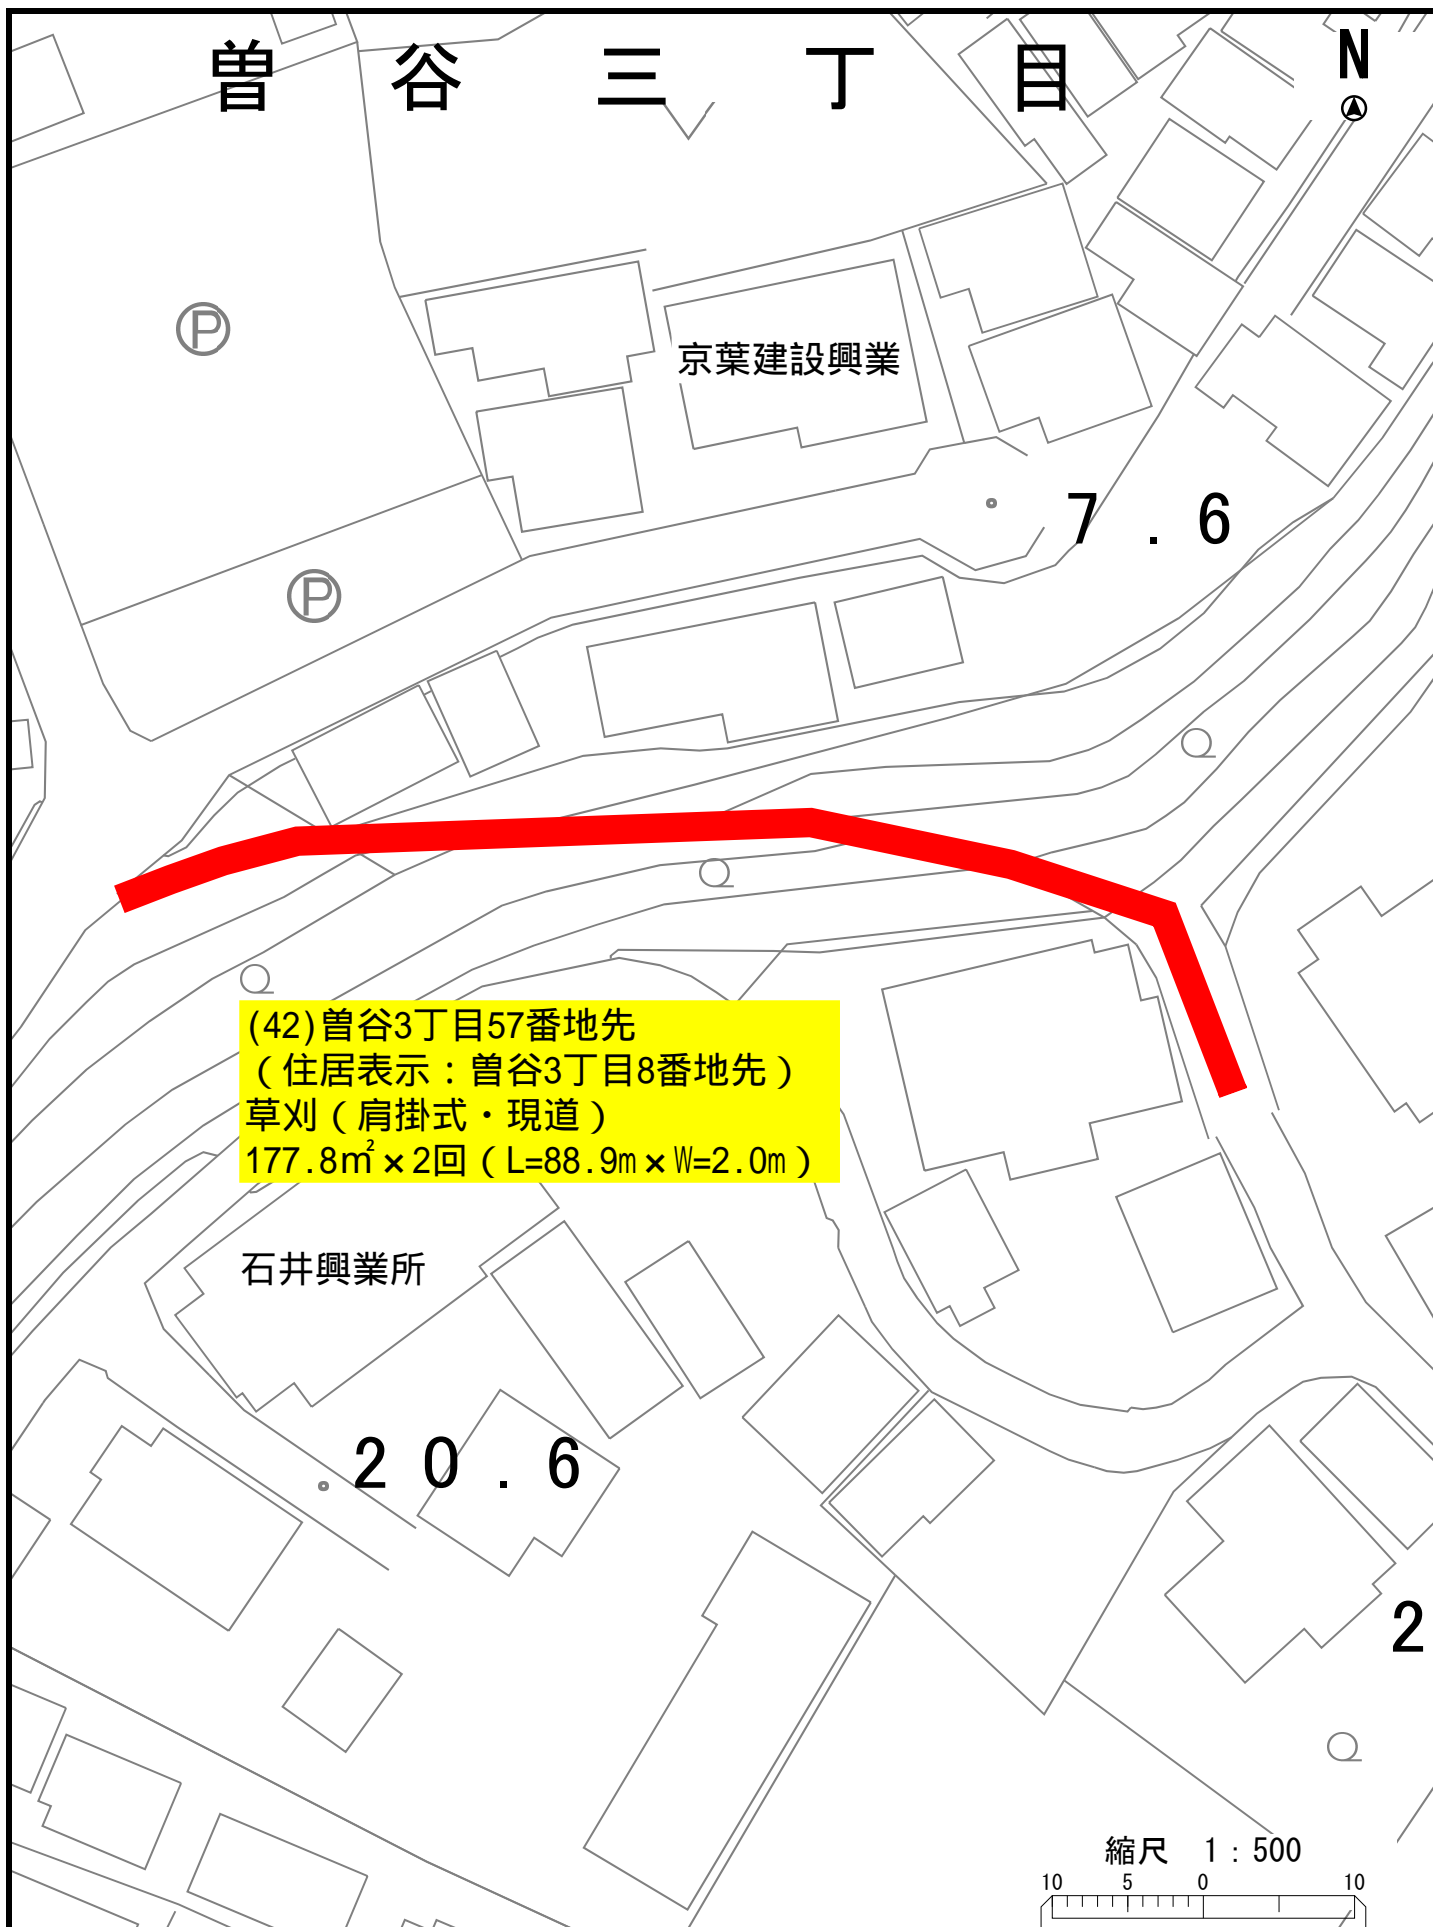 曽谷三丁目
N
P
京葉建設興業
7.6
P
(42)曽谷3丁目57番地先
（住居表示：曽谷3丁目8番地先）
草刈（肩掛式・現道）
177.8㎡×2回（L=88.9m×W=2.0m）
石井興業所
20.6
2
縮尺 1：500
10 5 0 10